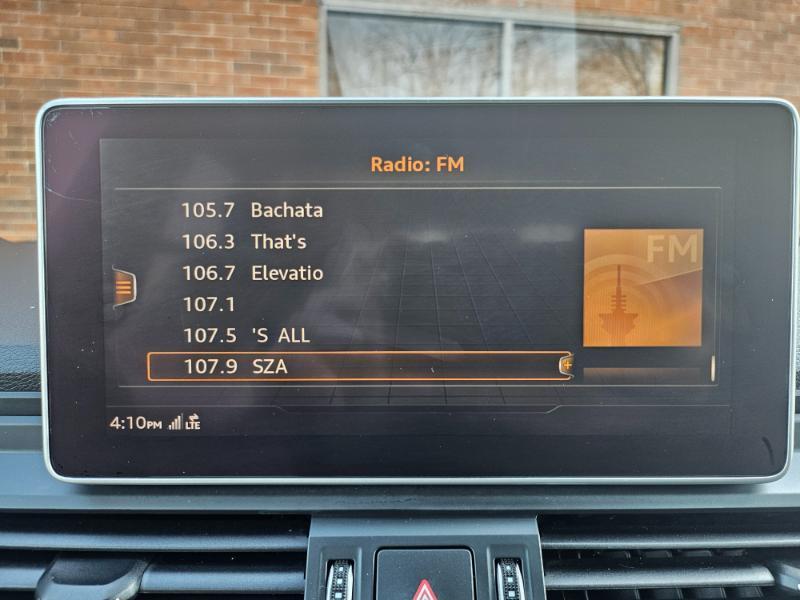 Radio: FM
105.7 Bachata
106.3 That's
106.7 Elevatio
107.1
107.5 'S ALL
107.9 SZA
FM
4:10PM LTE